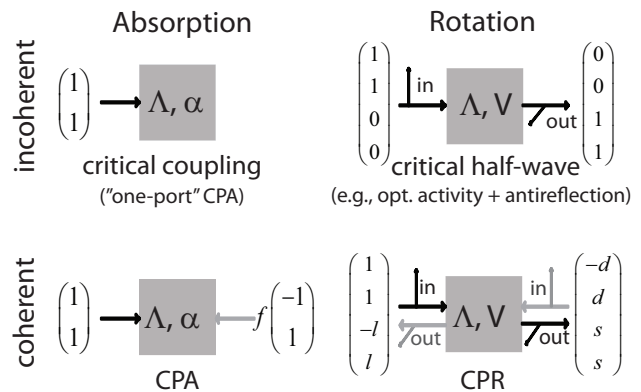 Absorption
Rotation
incoherent
(1
1)
Λ, α
critical coupling
("one-port" CPA)
(1
1
0
0)
in
Λ, V
out
(0
0
1
1)
critical half-wave
(e.g., opt. activity + antireflection)
coherent
(1
1)
Λ, α
f(-1
1)
CPA
(1
1
-l
l)
in
out
Λ, V
in
out
(-d
d
s
s)
CPR